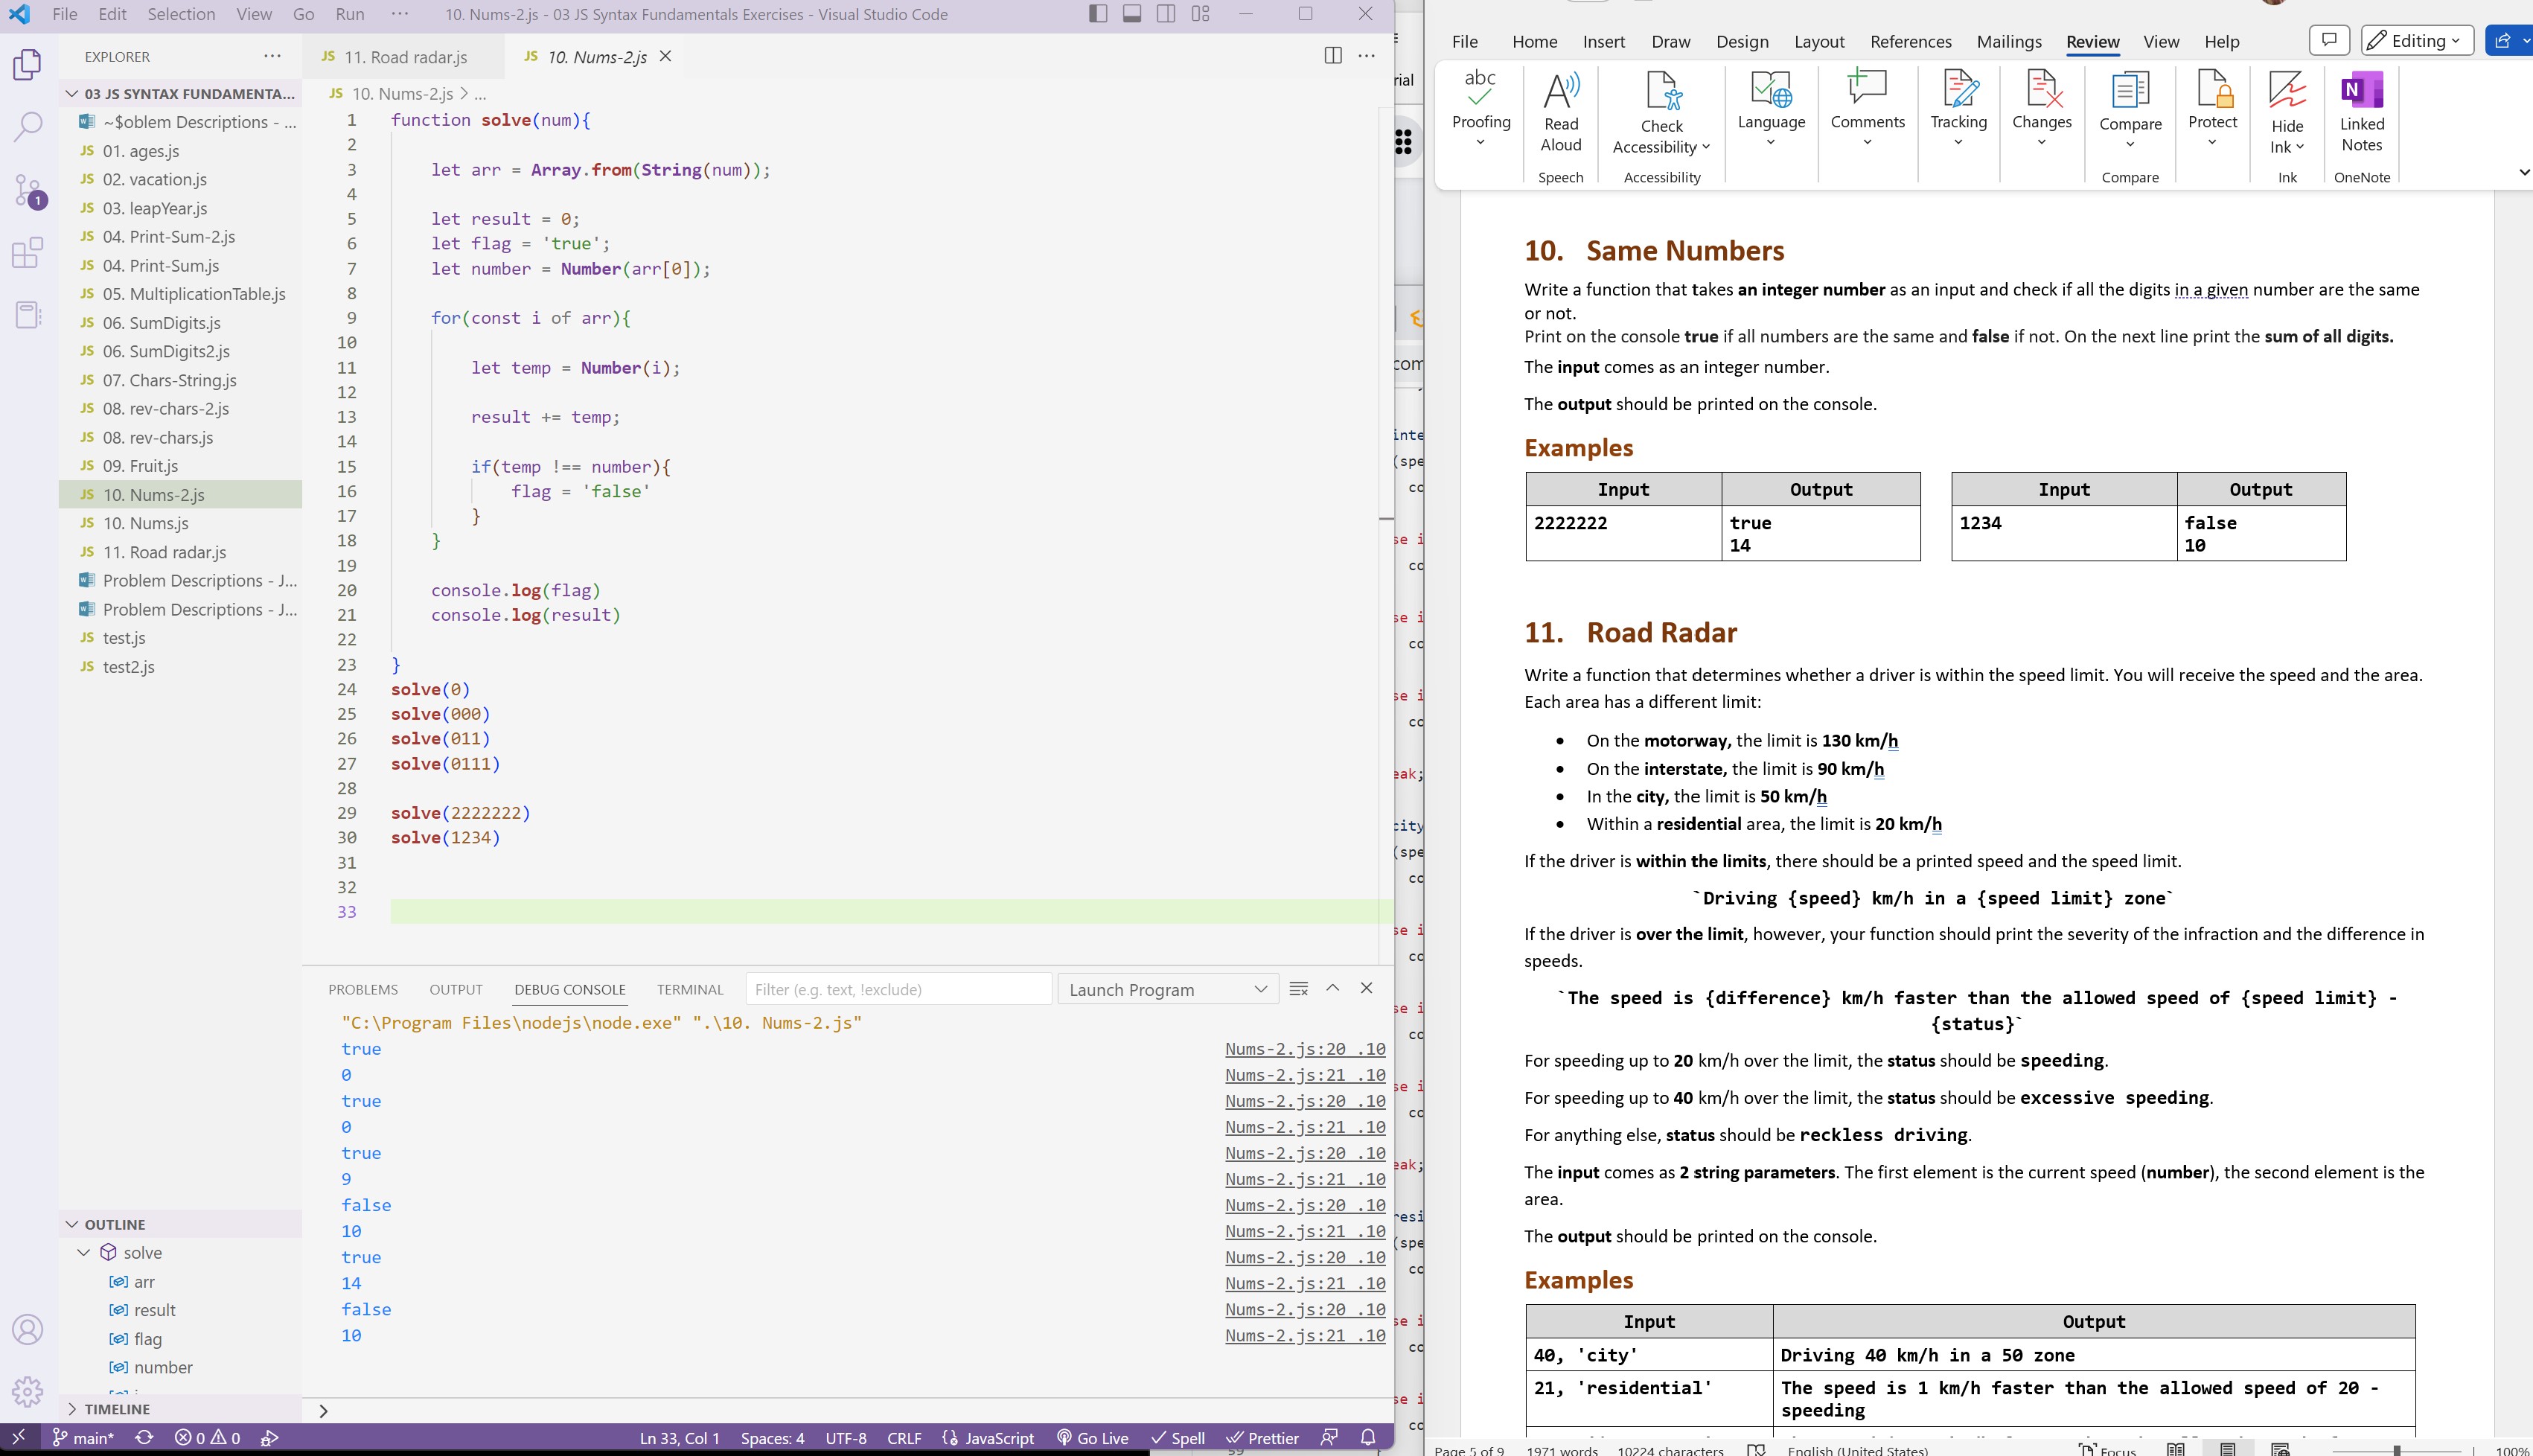 File Edit Selection View Go Run ··· 10. Nums-2.js - 03 JS Syntax Fundamentals Exercises - Visual Studio Code
EXPLORER ···
03 JS SYNTAX FUNDAMENTA...
~$oblem Descriptions - ...
JS 01. ages.js
JS 02. vacation.js
JS 03. leapYear.js
JS 04. Print-Sum-2.js
JS 04. Print-Sum.js
JS 05. MultiplicationTable.js
JS 06. SumDigits.js
JS 06. SumDigits2.js
JS 07. Chars-String.js
JS 08. rev-chars-2.js
JS 08. rev-chars.js
JS 09. Fruit.js
JS 10. Nums-2.js
JS 10. Nums.js
JS 11. Road radar.js
Problem Descriptions - J...
Problem Descriptions - J...
JS test.js
JS test2.js
1
OUTLINE
solve
arr
result
flag
number
TIMELINE
JS 11. Road radar.js JS 10. Nums-2.js
JS 10. Nums-2.js > ...
1 function solve(num){
2
3 let arr = Array.from(String(num));
4
5 let result = 0;
6 let flag = 'true';
7 let number = Number(arr[0]);
8
9 for(const i of arr){
10
11 let temp = Number(i);
12
13 result += temp;
14
15 if(temp !== number){
16 flag = 'false'
17 }
18 }
19
20 console.log(flag)
21 console.log(result)
22
23 }
24 solve(0)
25 solve(000)
26 solve(011)
27 solve(0111)
28
29 solve(2222222)
30 solve(1234)
31
32
33
PROBLEMS OUTPUT DEBUG CONSOLE TERMINAL Filter (e.g. text, !exclude) Launch Program
"C:\Program Files\nodejs\node.exe" ".\10. Nums-2.js"
true Nums-2.js:20 .10
0 Nums-2.js:21 .10
true Nums-2.js:20 .10
0 Nums-2.js:21 .10
true Nums-2.js:20 .10
9 Nums-2.js:21 .10
false Nums-2.js:20 .10
10 Nums-2.js:21 .10
true Nums-2.js:20 .10
14 Nums-2.js:21 .10
false Nums-2.js:20 .10
10 Nums-2.js:21 .10
>
main* 0 0 Ln 33, Col 1 Spaces: 4 UTF-8 CRLF JavaScript Go Live Spell Prettier
File Home Insert Draw Design Layout References Mailings Review View Help Editing
abc
Proofing
Read Aloud
Check Accessibility
Language
Comments
Tracking
Changes
Compare
Protect
Hide Ink
Linked Notes
Speech Accessibility Compare Ink OneNote
10. Same Numbers
Write a function that takes an integer number as an input and check if all the digits in a given number are the same
or not.
Print on the console true if all numbers are the same and false if not. On the next line print the sum of all digits.
The input comes as an integer number.
The output should be printed on the console.
Examples
Input Output Input Output
2222222 true 1234 false
14 10
11. Road Radar
Write a function that determines whether a driver is within the speed limit. You will receive the speed and the area.
Each area has a different limit:
• On the motorway, the limit is 130 km/h
• On the interstate, the limit is 90 km/h
• In the city, the limit is 50 km/h
• Within a residential area, the limit is 20 km/h
If the driver is within the limits, there should be a printed speed and the speed limit.
`Driving {speed} km/h in a {speed limit} zone`
If the driver is over the limit, however, your function should print the severity of the infraction and the difference in
speeds.
`The speed is {difference} km/h faster than the allowed speed of {speed limit} -
{status}`
For speeding up to 20 km/h over the limit, the status should be speeding.
For speeding up to 40 km/h over the limit, the status should be excessive speeding.
For anything else, status should be reckless driving.
The input comes as 2 string parameters. The first element is the current speed (number), the second element is the
area.
The output should be printed on the console.
Examples
Input Output
40, 'city' Driving 40 km/h in a 50 zone
21, 'residential' The speed is 1 km/h faster than the allowed speed of 20 -
speeding
Page 5 of 9 1971 words 10224 characters English (United States) Focus 100%